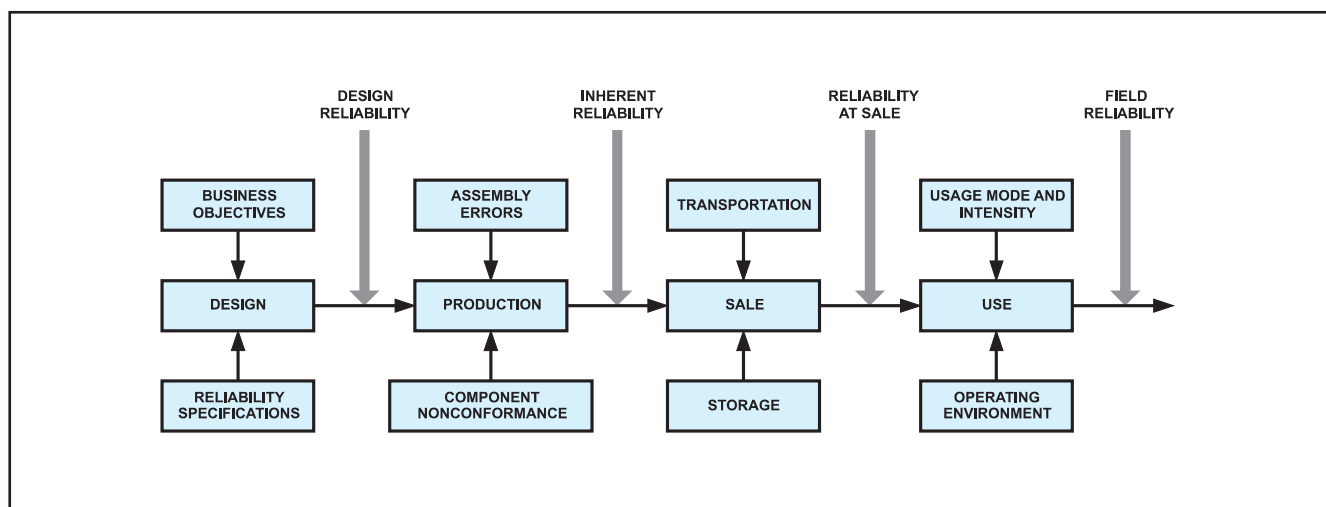 DESIGN
RELIABILITY
INHERENT
RELIABILITY
RELIABILITY
AT SALE
FIELD
RELIABILITY
BUSINESS
OBJECTIVES
ASSEMBLY
ERRORS
TRANSPORTATION
USAGE MODE AND
INTENSITY
DESIGN
PRODUCTION
SALE
USE
RELIABILITY
SPECIFICATIONS
COMPONENT
NONCONFORMANCE
STORAGE
OPERATING
ENVIRONMENT